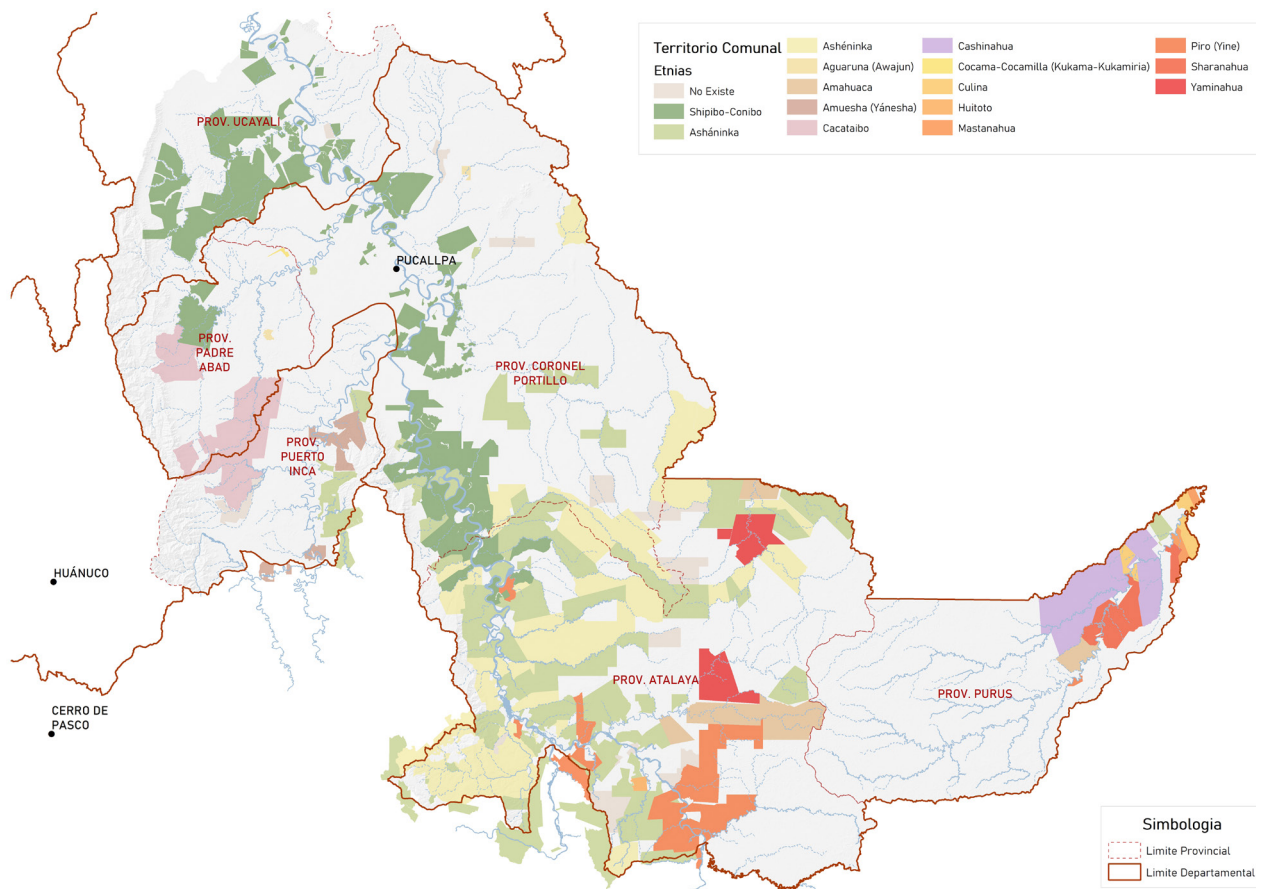 Territorio Comunal
Etnias
No Existe
Shipibo-Conibo
Asháninka
Ashéninka
Aguaruna (Awajun)
Amahuaca
Amuesha (Yánesha)
Cacataibo
Cashinahua
Cocama-Cocamilla (Kukama-Kukamiria)
Culina
Huitoto
Mastanahua
Piro (Yine)
Sharanahua
Yaminahua
PROV. UCAYALI
PUCALLPA
PROV.
PADRE
ABAD
PROV. CORONEL
PORTILLO
PROV.
PUERTO
INCA
HUÁNUCO
CERRO DE
PASCO
PROV. ATALAYA
PROV. PURUS
Simbologia
Limite Provincial
Limite Departamental